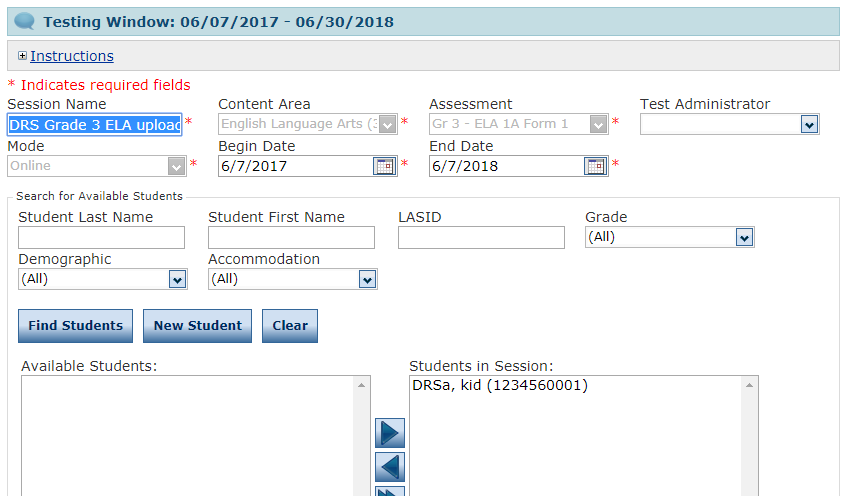 Testing Window: 06/07/2017 - 06/30/2018
Instructions
* Indicates required fields
Session Name Content Area Assessment Test Administrator
DRS Grade 3 ELA upload * English Language Arts (3 * Gr 3 - ELA 1A Form 1 *
Mode Begin Date End Date
Online * 6/7/2017 * 6/7/2018 *
Search for Available Students
Student Last Name Student First Name LASID Grade
(All)
Demographic Accommodation
(All) (All)
Find Students New Student Clear
Available Students: Students in Session:
DRSa, kid (1234560001)